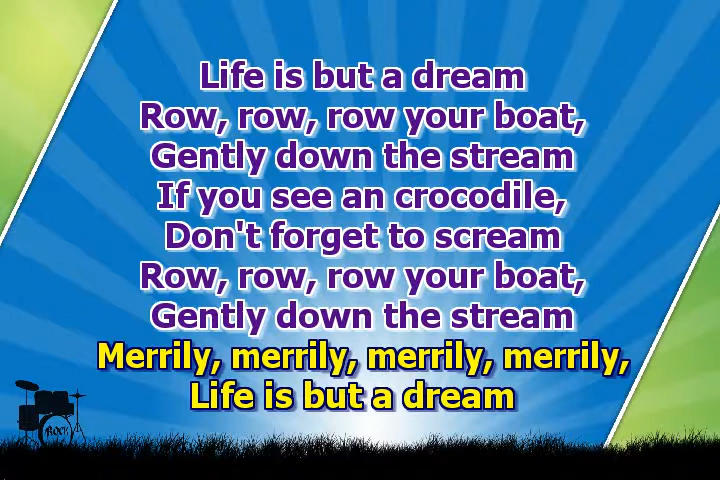 Life is but a dream
Row, row, row your boat,
Gently down the stream
If you see an crocodile,
Don't forget to scream
Row, row, row your boat,
Gently down the stream
Merrily, merrily, merrily, merrily,
Life is but a dream
ROCK